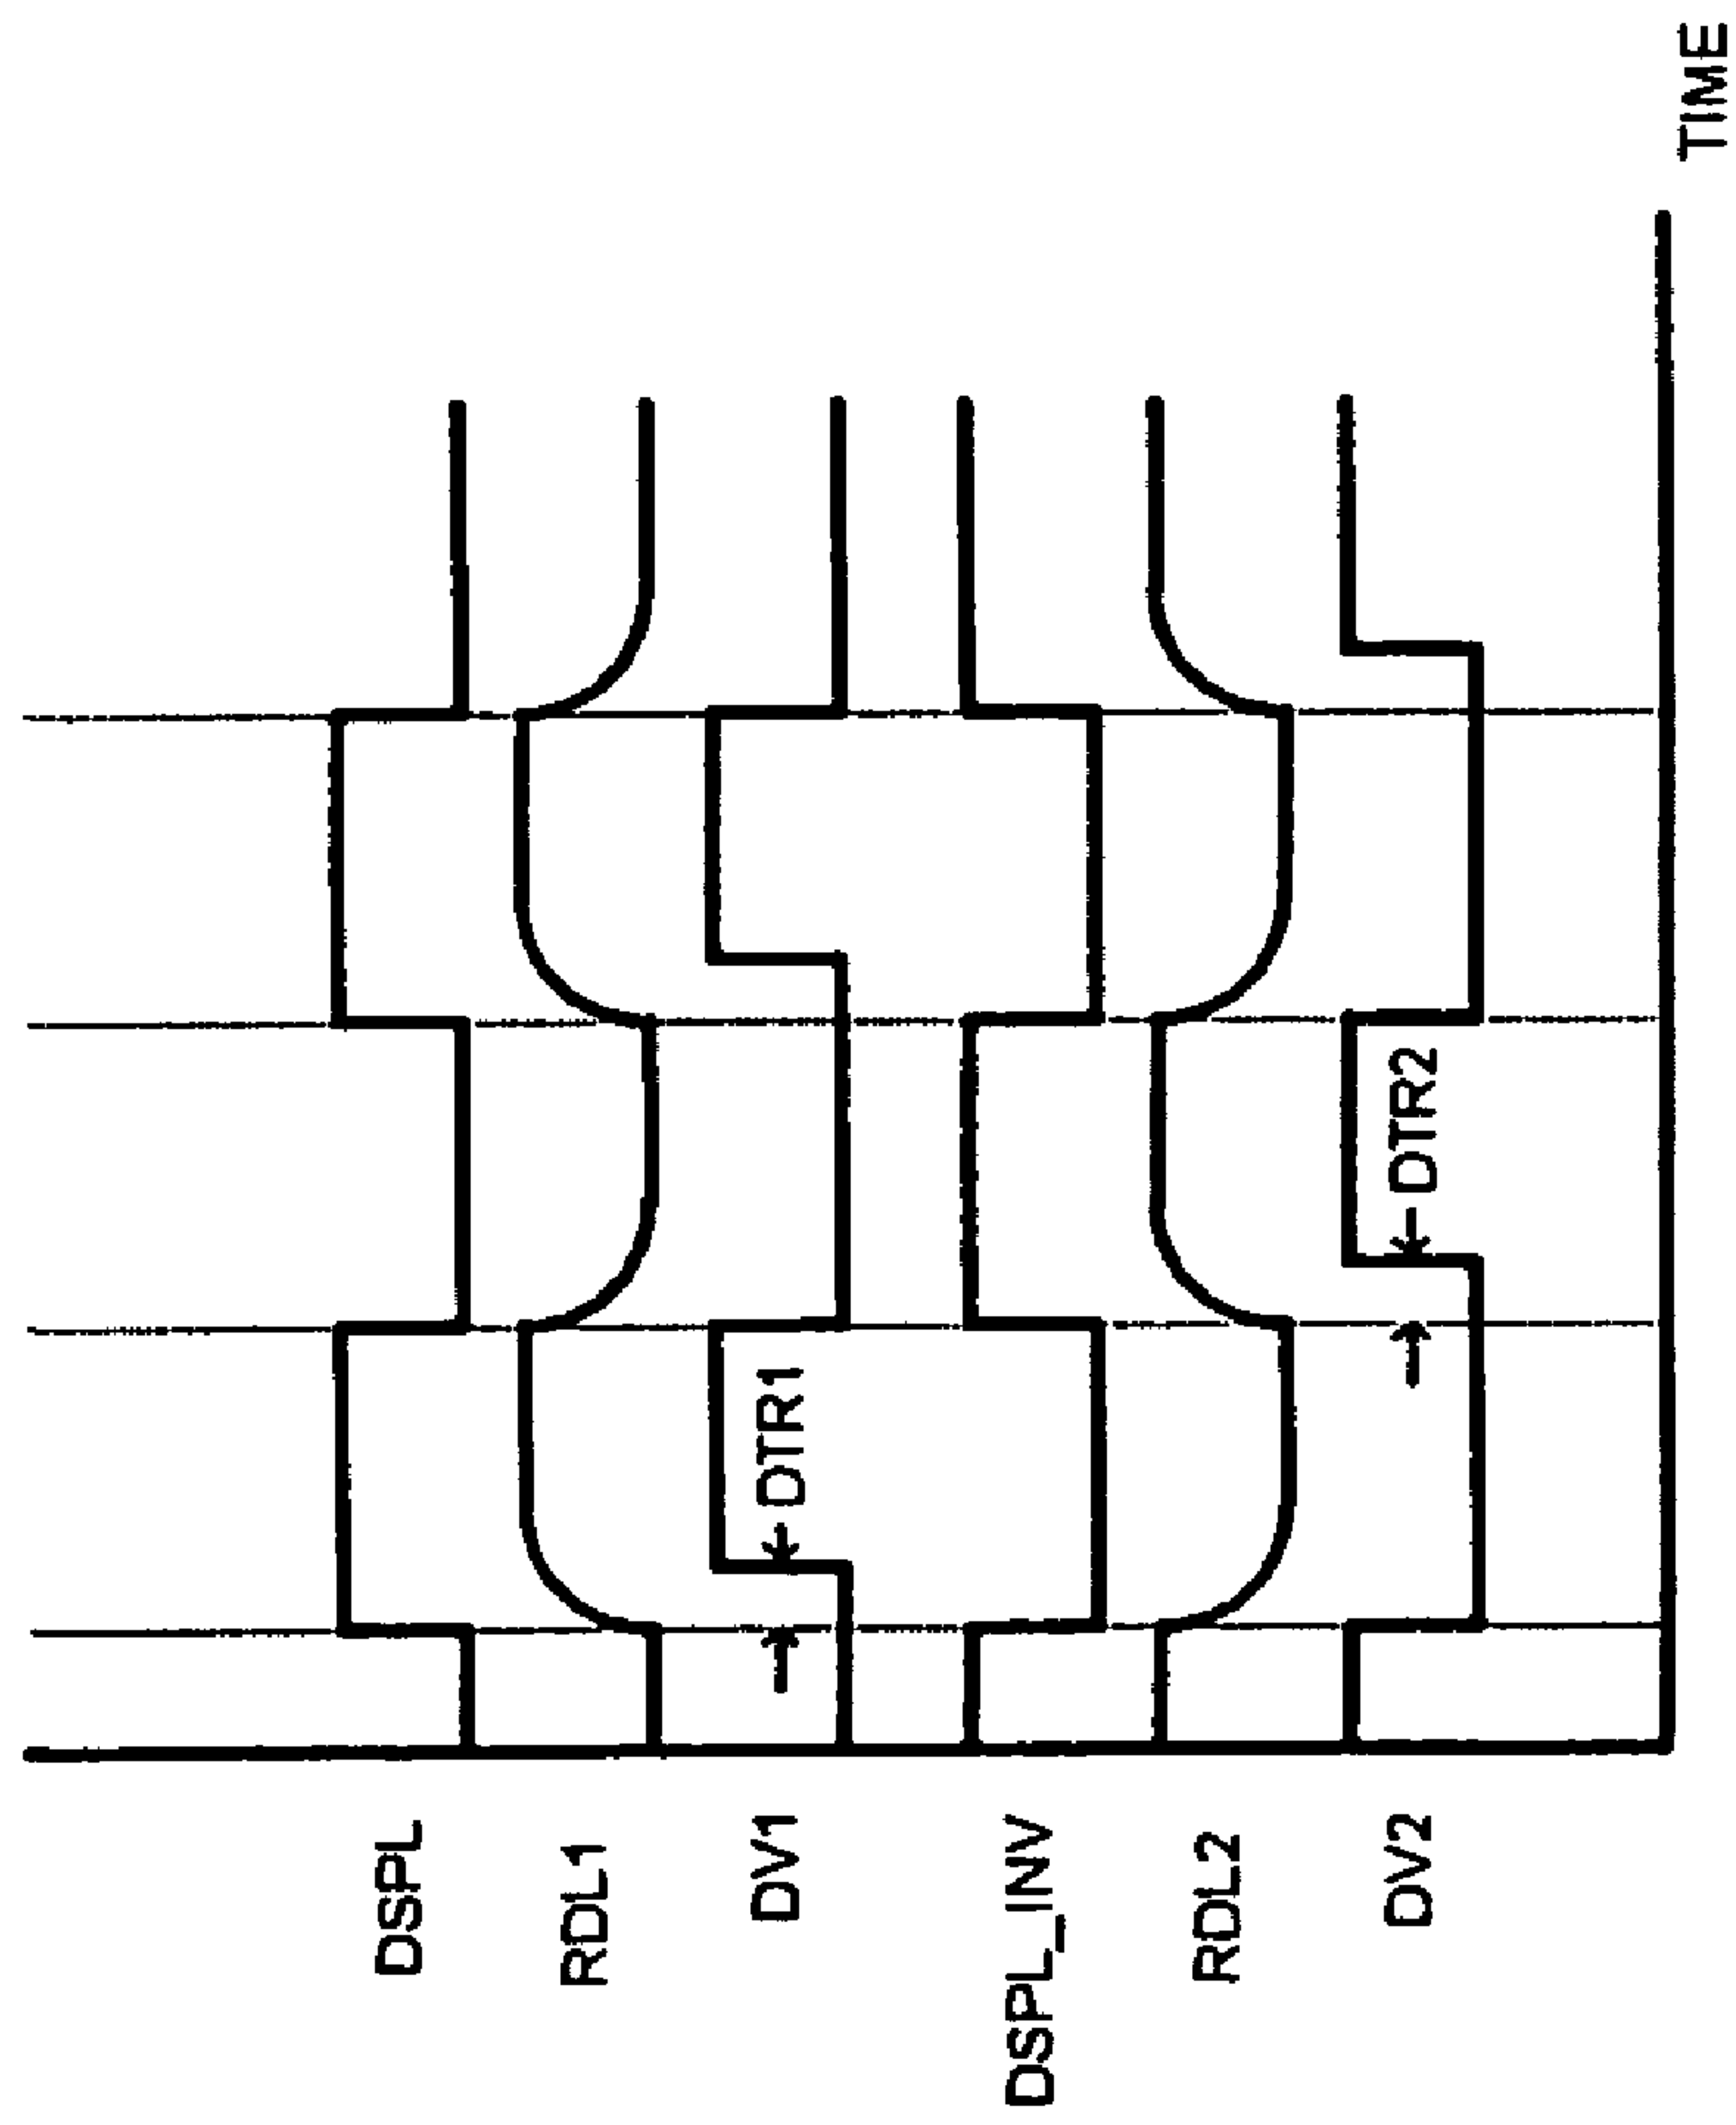 DSPL
RDL1
DV1
DTR1
DSPL_INV
RDL2
DV2
DTR2
TIME